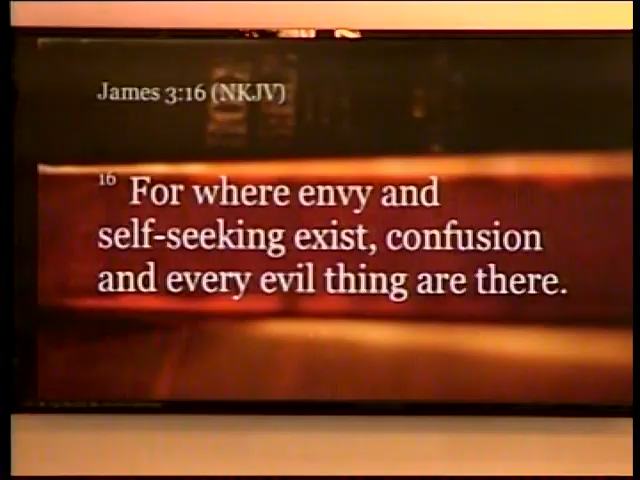 James 3:16 (NKJV)
16 For where envy and
self-seeking exist, confusion
and every evil thing are there.